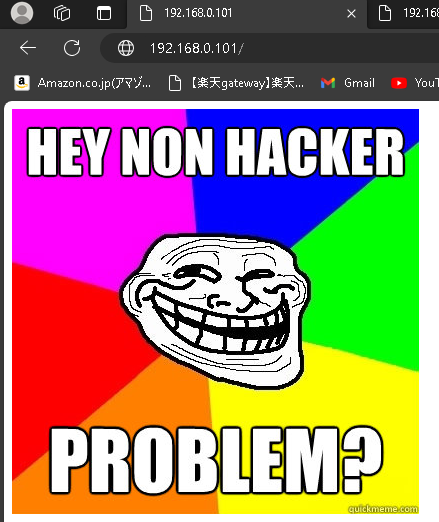 192.168.0.101
192.168
192.168.0.101/
Amazon.co.jp(アマゾ...
【楽天gateway】楽天...
Gmail
YouT
HEY NON HACKER
PROBLEM?
quickmeme.com